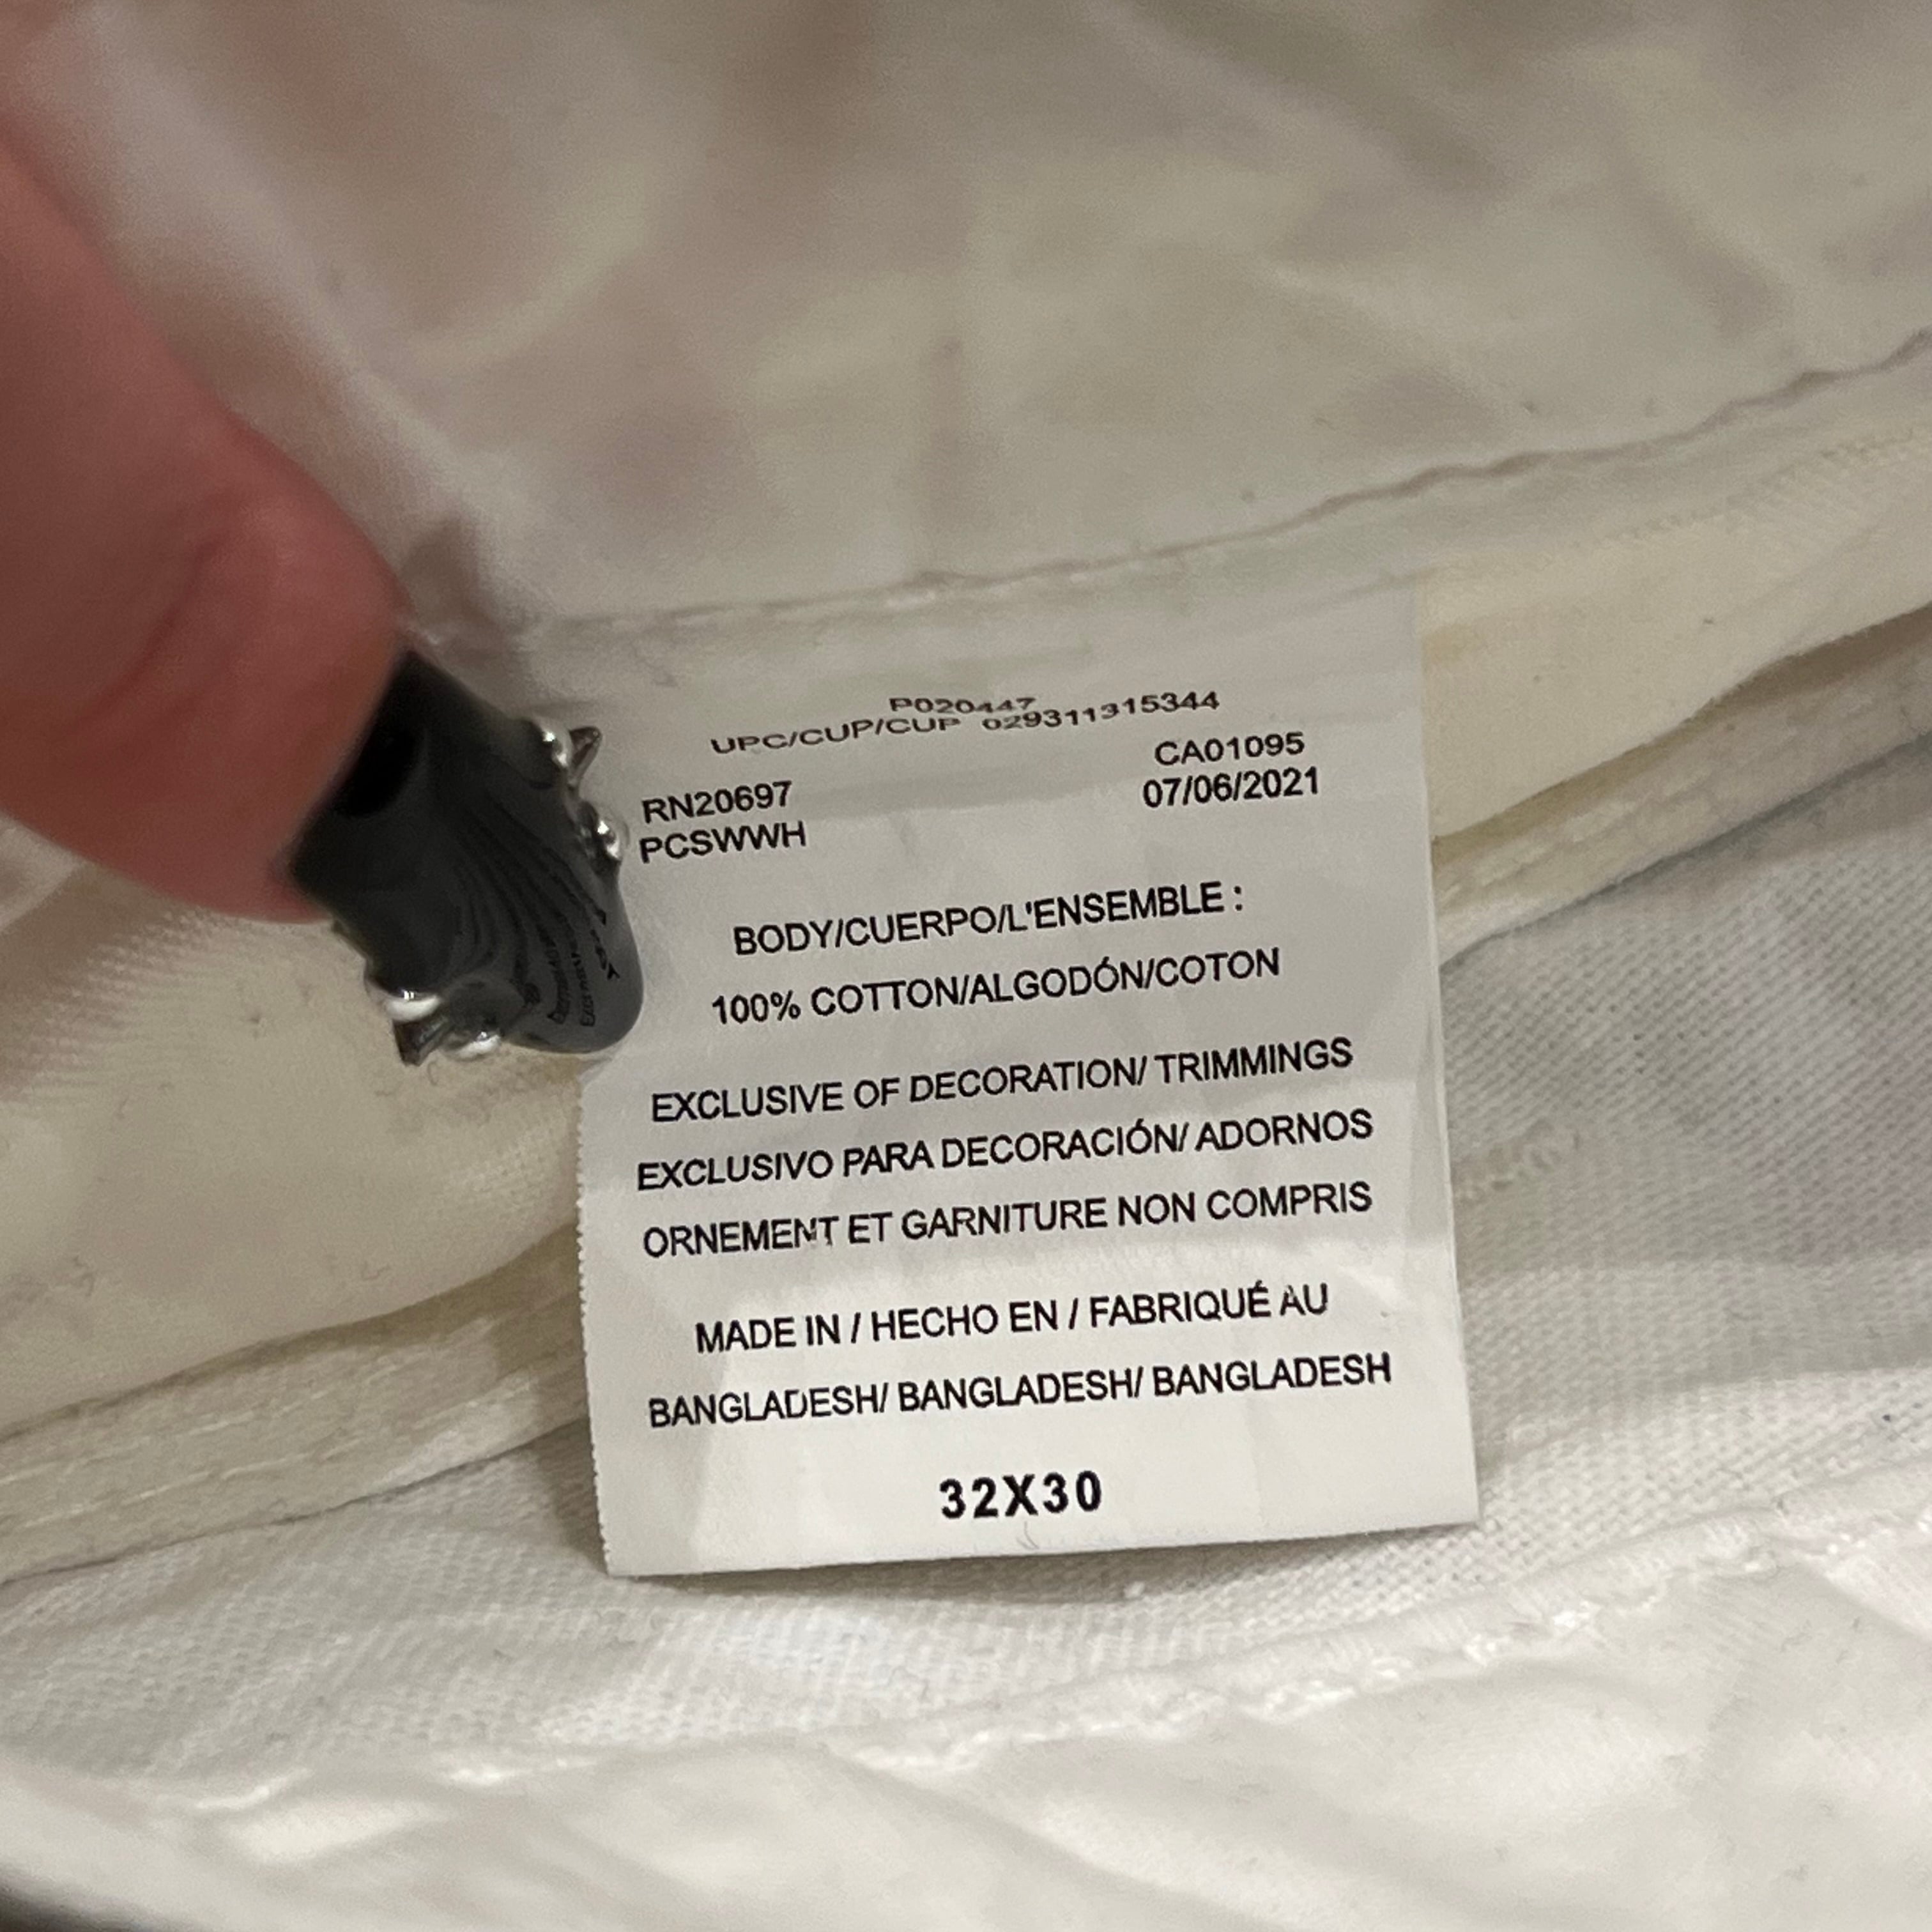 P020447
UPC/CUP/CUP 029311315344
RN20697 CA01095
PCSWWH 07/06/2021
BODY/CUERPO/L'ENSEMBLE :
100% COTTON/ALGODÓN/COTON
EXCLUSIVE OF DECORATION/ TRIMMINGS
EXCLUSIVO PARA DECORACIÓN/ ADORNOS
ORNEMENT ET GARNITURE NON COMPRIS
MADE IN / HECHO EN / FABRIQUÉ AU
BANGLADESH/ BANGLADESH/ BANGLADESH
32X30